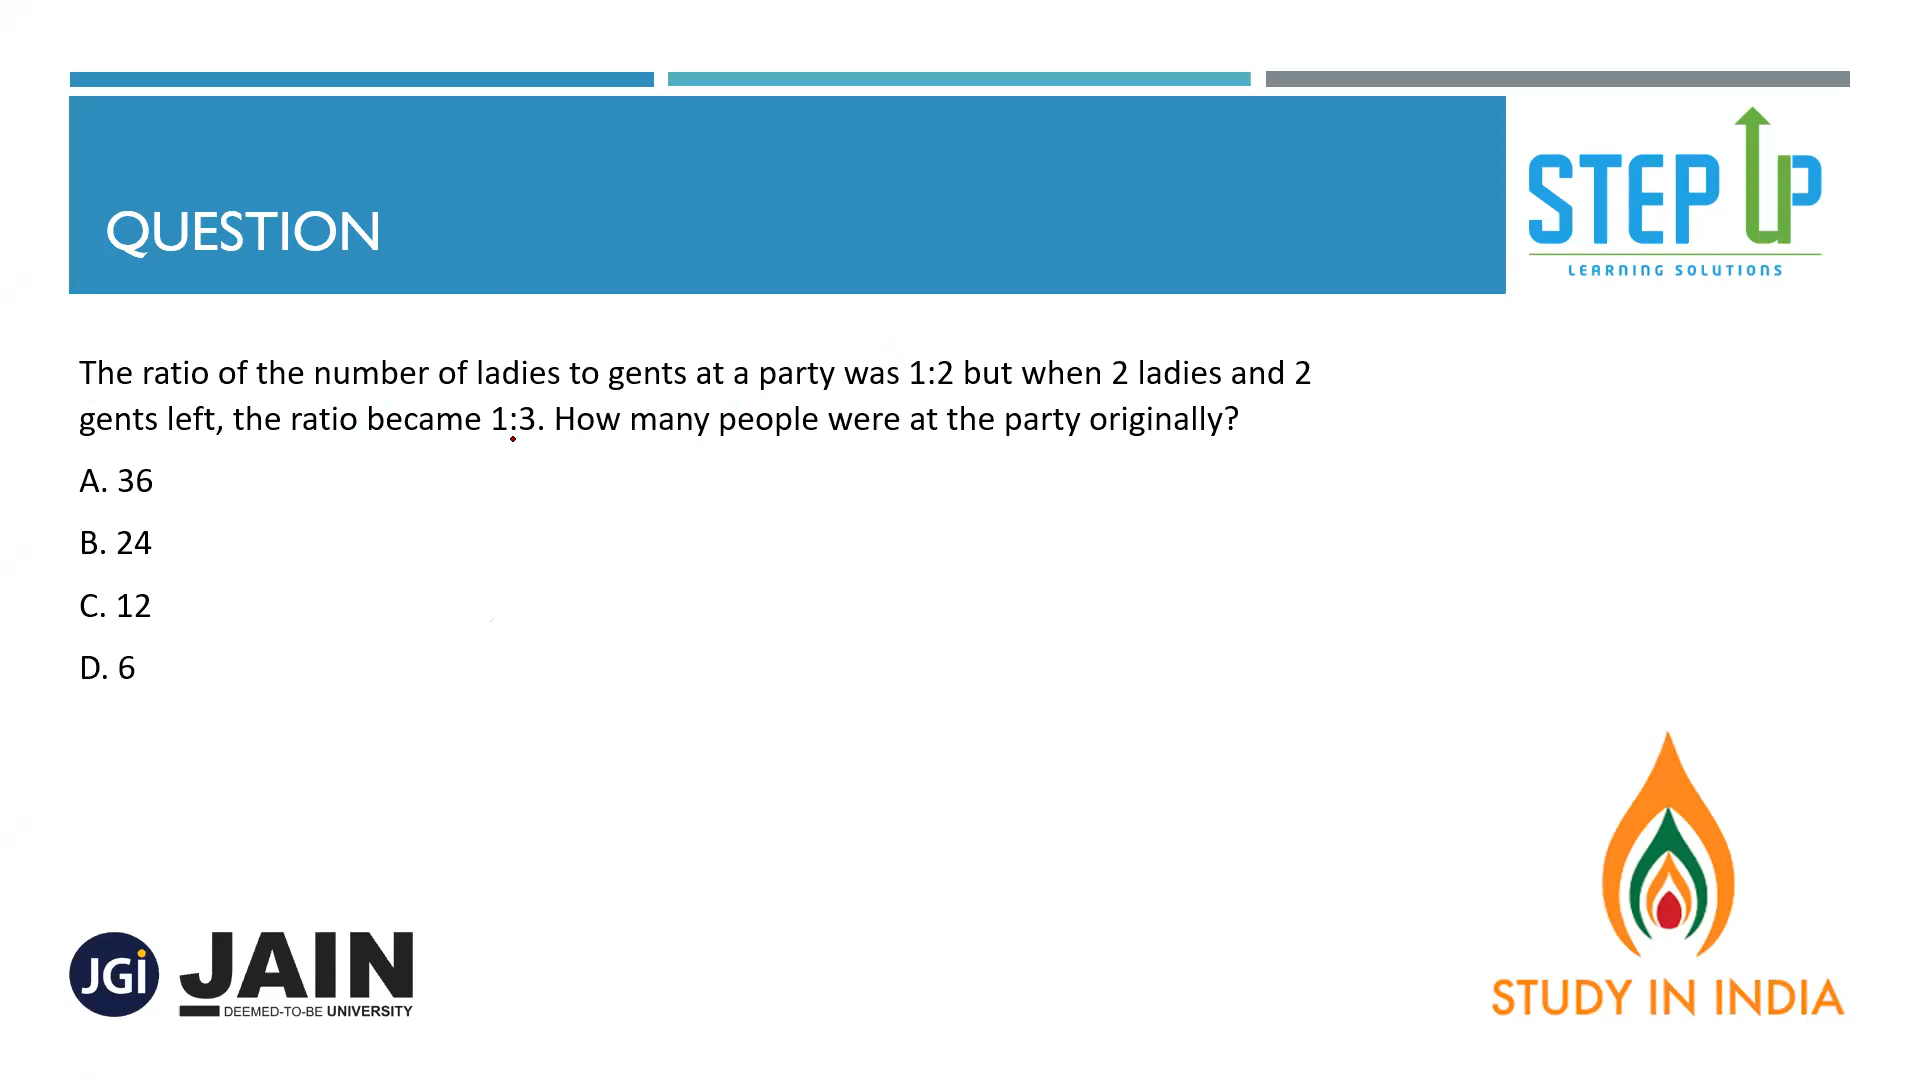 QUESTION
STEP UP
LEARNING SOLUTIONS
The ratio of the number of ladies to gents at a party was 1:2 but when 2 ladies and 2
gents left, the ratio became 1:3. How many people were at the party originally?
A. 36
B. 24
C. 12
D. 6
JGi JAIN
DEEMED-TO-BE UNIVERSITY
STUDY IN INDIA